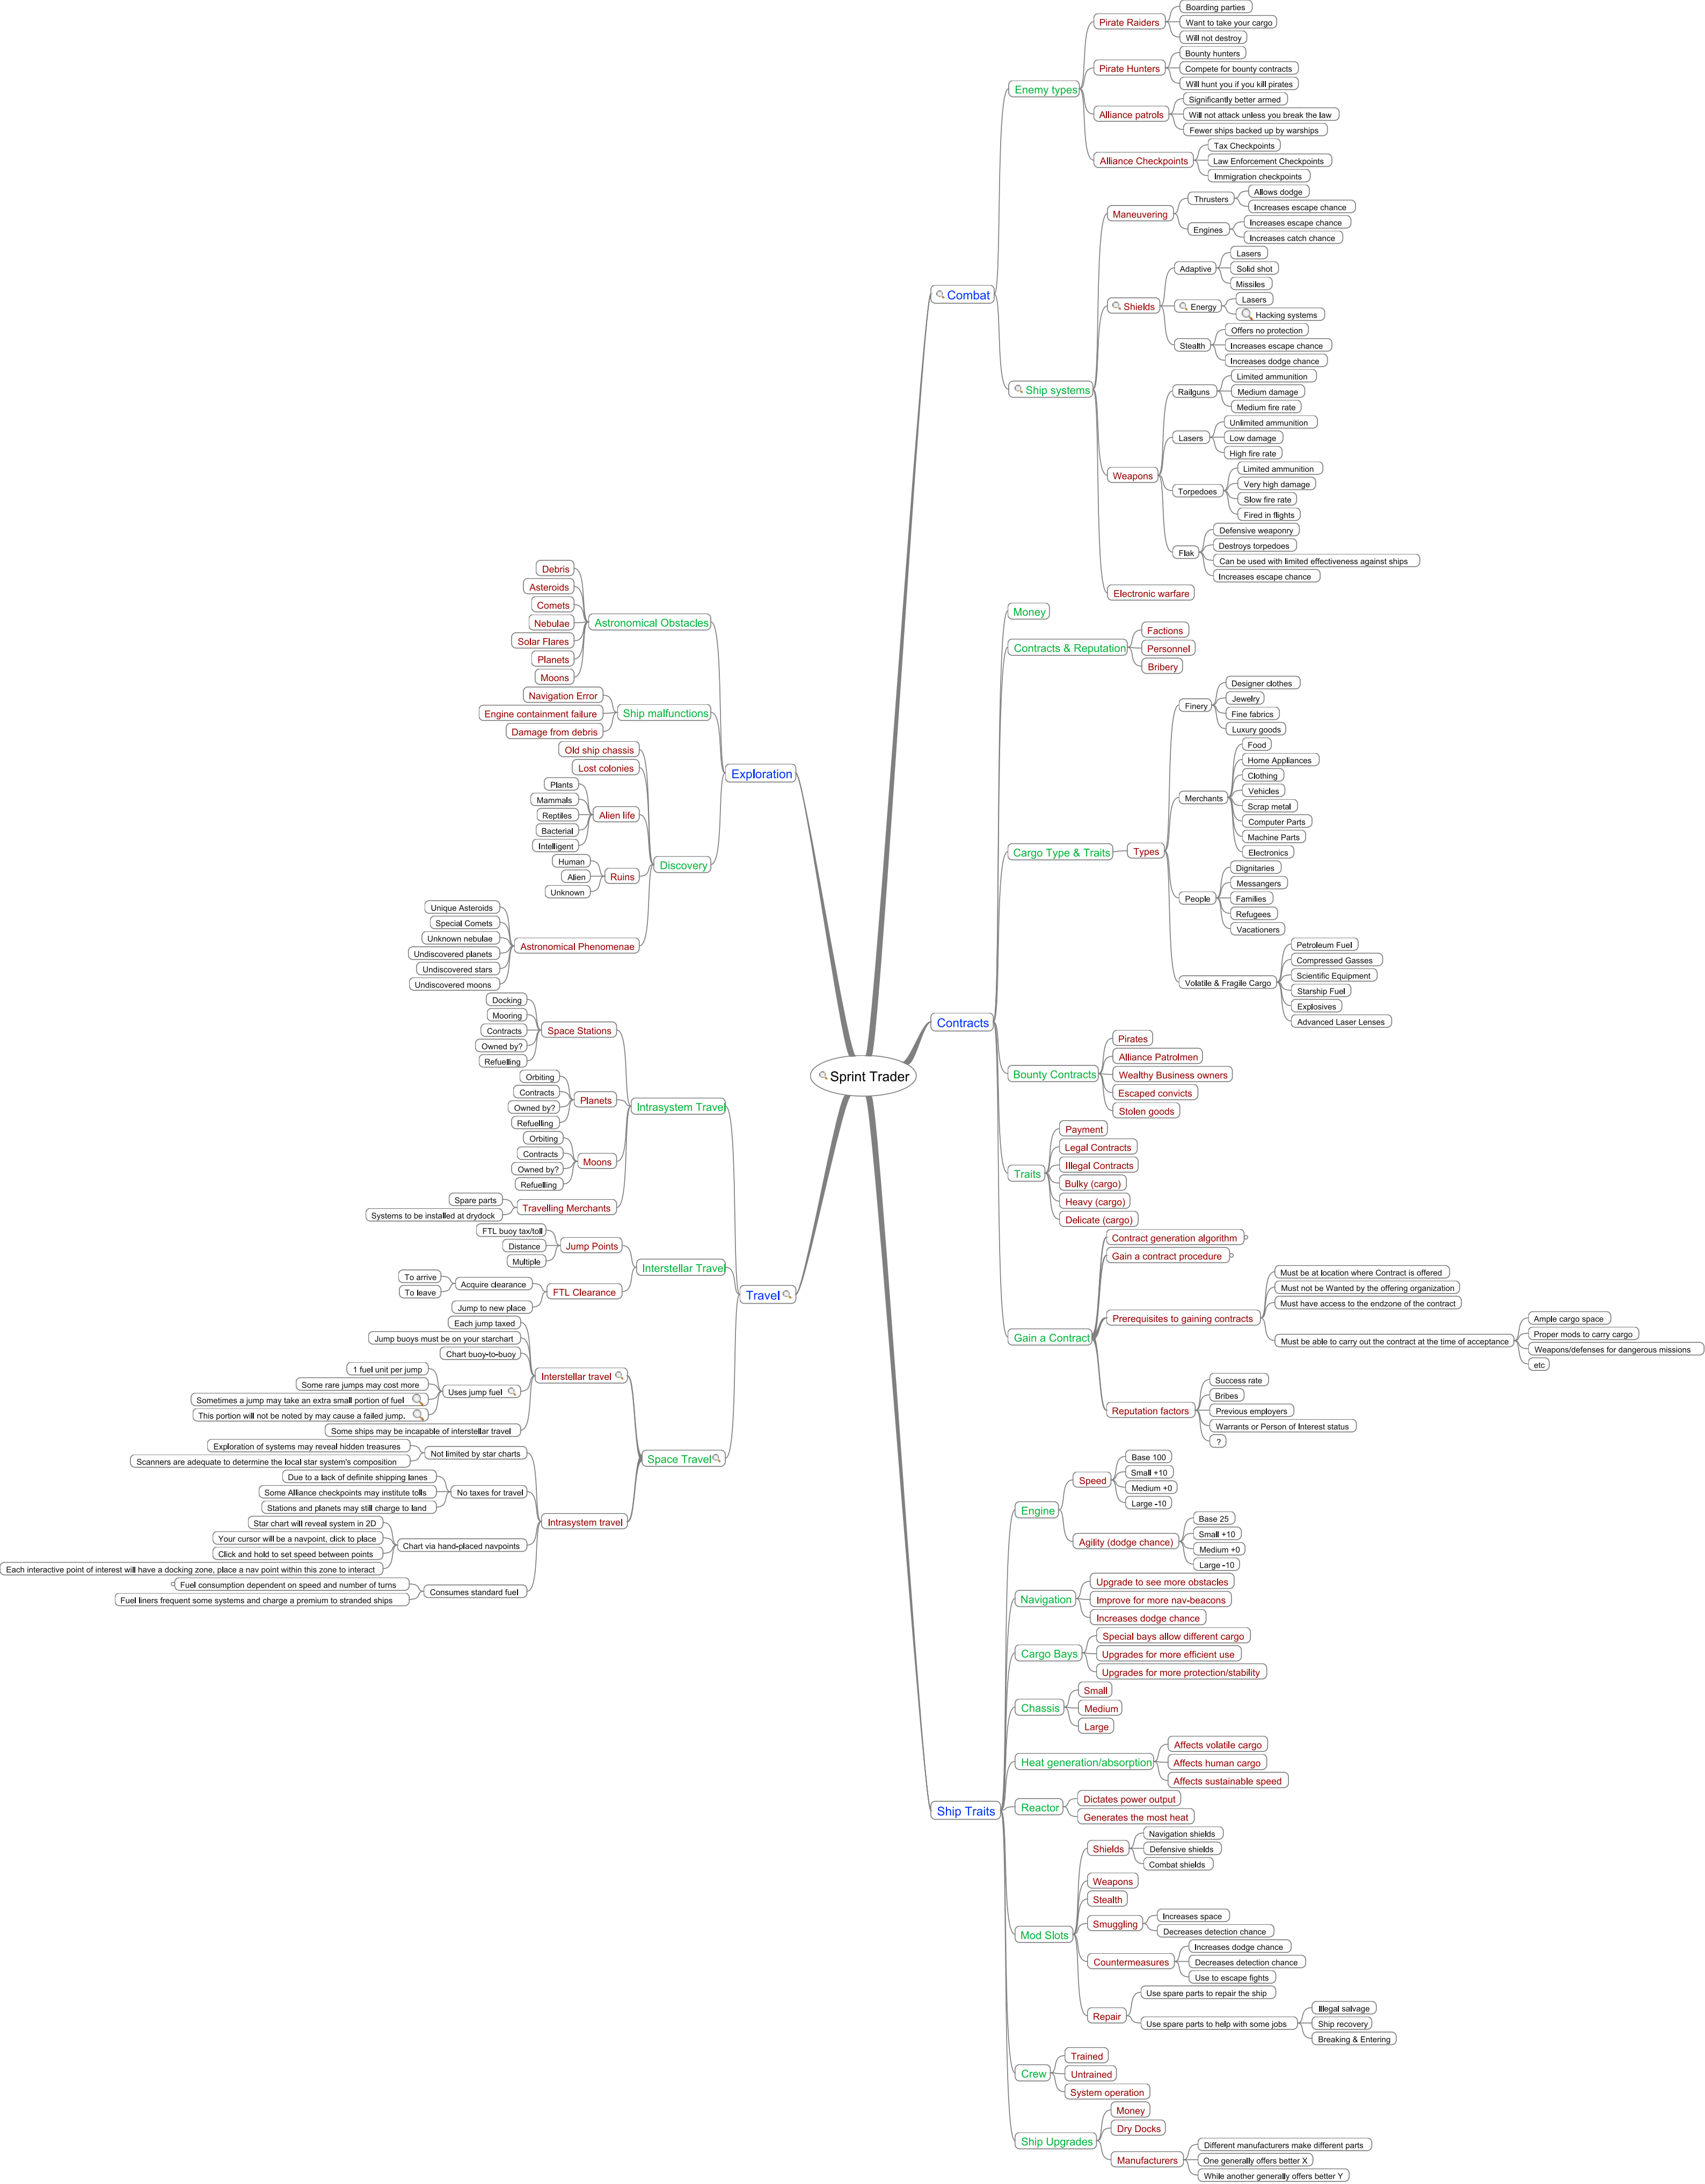 Sprint Trader
Combat
Enemy types
Pirate Raiders
Boarding parties
Want to take your cargo
Will not destroy
Pirate Hunters
Bounty hunters
Compete for bounty contracts
Will hunt you if you kill pirates
Alliance patrols
Significantly better armed
Will not attack unless you break the law
Fewer ships backed up by warships
Alliance Checkpoints
Tax Checkpoints
Law Enforcement Checkpoints
Immigration checkpoints
Ship systems
Maneuvering
Thrusters
Allows dodge
Increases escape chance
Engines
Increases escape chance
Increases catch chance
Shields
Adaptive
Lasers
Solid shot
Missiles
Energy
Lasers
Hacking systems
Stealth
Offers no protection
Increases escape chance
Increases dodge chance
Weapons
Railguns
Limited ammunition
Medium damage
Medium fire rate
Lasers
Unlimited ammunition
Low damage
High fire rate
Torpedoes
Limited ammunition
Very high damage
Slow fire rate
Fired in flights
Flak
Defensive weaponry
Destroys torpedoes
Can be used with limited effectiveness against ships
Increases escape chance
Electronic warfare
Contracts
Money
Contracts & Reputation
Factions
Personnel
Bribery
Cargo Type & Traits
Types
Finery
Designer clothes
Jewelry
Fine fabrics
Luxury goods
Merchants
Food
Home Appliances
Clothing
Vehicles
Scrap metal
Computer Parts
Machine Parts
Electronics
People
Dignitaries
Messangers
Families
Refugees
Vacationers
Volatile & Fragile Cargo
Petroleum Fuel
Compressed Gasses
Scientific Equipment
Starship Fuel
Explosives
Advanced Laser Lenses
Bounty Contracts
Pirates
Alliance Patrolmen
Wealthy Business owners
Escaped convicts
Stolen goods
Traits
Payment
Legal Contracts
Illegal Contracts
Bulky (cargo)
Heavy (cargo)
Delicate (cargo)
Gain a Contract
Contract generation algorithm
Gain a contract procedure
Prerequisites to gaining contracts
Must be at location where Contract is offered
Must not be Wanted by the offering organization
Must have access to the endzone of the contract
Must be able to carry out the contract at the time of acceptance
Ample cargo space
Proper mods to carry cargo
Weapons/defenses for dangerous missions
etc
Reputation factors
Success rate
Bribes
Previous employers
Warrants or Person of Interest status
?
Ship Traits
Engine
Speed
Base 100
Small +10
Medium +0
Large -10
Agility (dodge chance)
Base 25
Small +10
Medium +0
Large -10
Navigation
Upgrade to see more obstacles
Improve for more nav-beacons
Increases dodge chance
Cargo Bays
Special bays allow different cargo
Upgrades for more efficient use
Upgrades for more protection/stability
Chassis
Small
Medium
Large
Heat generation/absorption
Affects volatile cargo
Affects human cargo
Affects sustainable speed
Reactor
Dictates power output
Generates the most heat
Mod Slots
Shields
Navigation shields
Defensive shields
Combat shields
Weapons
Stealth
Smuggling
Increases space
Decreases detection chance
Countermeasures
Increases dodge chance
Decreases detection chance
Use to escape fights
Repair
Use spare parts to repair the ship
Use spare parts to help with some jobs
Illegal salvage
Ship recovery
Breaking & Entering
Crew
Trained
Untrained
System operation
Ship Upgrades
Money
Dry Docks
Manufacturers
Different manufacturers make different parts
One generally offers better X
While another generally offers better Y
Exploration
Astronomical Obstacles
Debris
Asteroids
Comets
Nebulae
Solar Flares
Planets
Moons
Ship malfunctions
Navigation Error
Engine containment failure
Damage from debris
Discovery
Old ship chassis
Lost colonies
Alien life
Plants
Mammals
Reptiles
Bacterial
Intelligent
Ruins
Human
Alien
Unknown
Astronomical Phenomenae
Unique Asteroids
Special Comets
Unknown nebulae
Undiscovered planets
Undiscovered stars
Undiscovered moons
Travel
Intrasystem Travel
Space Stations
Docking
Mooring
Contracts
Owned by?
Refuelling
Planets
Orbiting
Contracts
Owned by?
Refuelling
Moons
Orbiting
Contracts
Owned by?
Refuelling
Travelling Merchants
Spare parts
Systems to be installed at drydock
Interstellar Travel
Jump Points
FTL buoy tax/toll
Distance
Multiple
FTL Clearance
Acquire clearance
To arrive
To leave
Jump to new place
Space Travel
Interstellar travel
Each jump taxed
Jump buoys must be on your starchart
Chart buoy-to-buoy
Uses jump fuel
1 fuel unit per jump
Some rare jumps may cost more
Sometimes a jump may take an extra small portion of fuel
This portion will not be noted by may cause a failed jump.
Some ships may be incapable of interstellar travel
Intrasystem travel
Not limited by star charts
Exploration of systems may reveal hidden treasures
Scanners are adequate to determine the local star system's composition
No taxes for travel
Due to a lack of definite shipping lanes
Some Alliance checkpoints may institute tolls
Stations and planets may still charge to land
Chart via hand-placed navpoints
Star chart will reveal system in 2D
Your cursor will be a navpoint, click to place
Click and hold to set speed between points
Each interactive point of interest will have a docking zone, place a nav point within this zone to interact
Consumes standard fuel
Fuel consumption dependent on speed and number of turns
Fuel liners frequent some systems and charge a premium to stranded ships